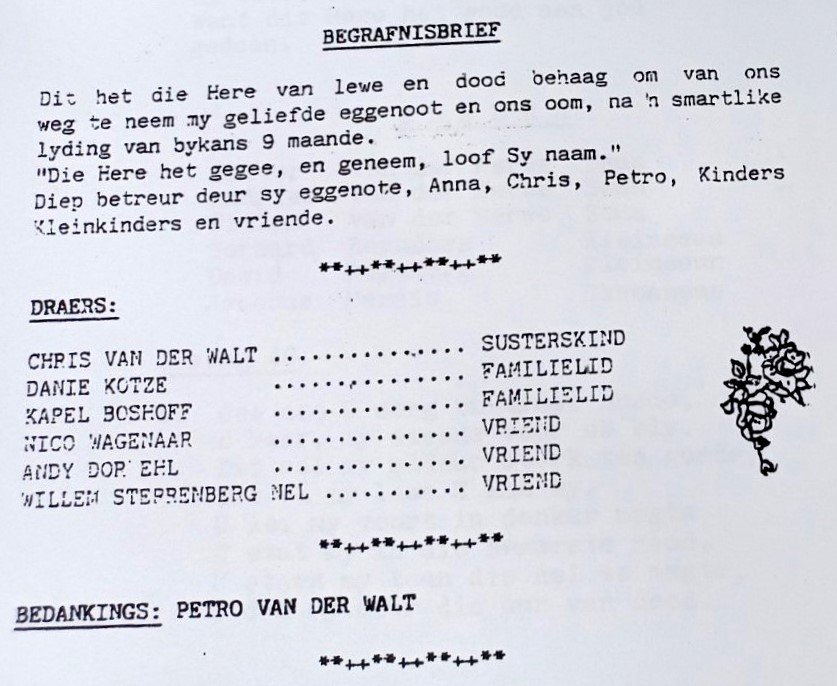 BEGRAFNISBRIEF
Dit het die Here van lewe en dood behaag om van ons
weg te neem my geliefde eggenoot en ons oom, na 'n smartlike
lyding van bykans 9 maande.
"Die Here het gegee, en geneem, loof Sy naam."
Diep betreur deur sy eggenote, Anna, Chris, Petro, Kinders
Kleinkinders en vriende.
**++**++**++**
DRAERS:
CHRIS VAN DER WALT ............... SUSTERSKIND
DANIE KOTZE ............... FAMILIELID
KAPEL BOSHOFF ............... FAMILIELID
NICO WAGENAAR ............... VRIEND
ANDY ............... VRIEND
WILLEM STEPRENBERG NEL ........... VRIEND
**++**++**++**
BEDANKINGS: PETRO VAN DER WALT
**++**++**++**